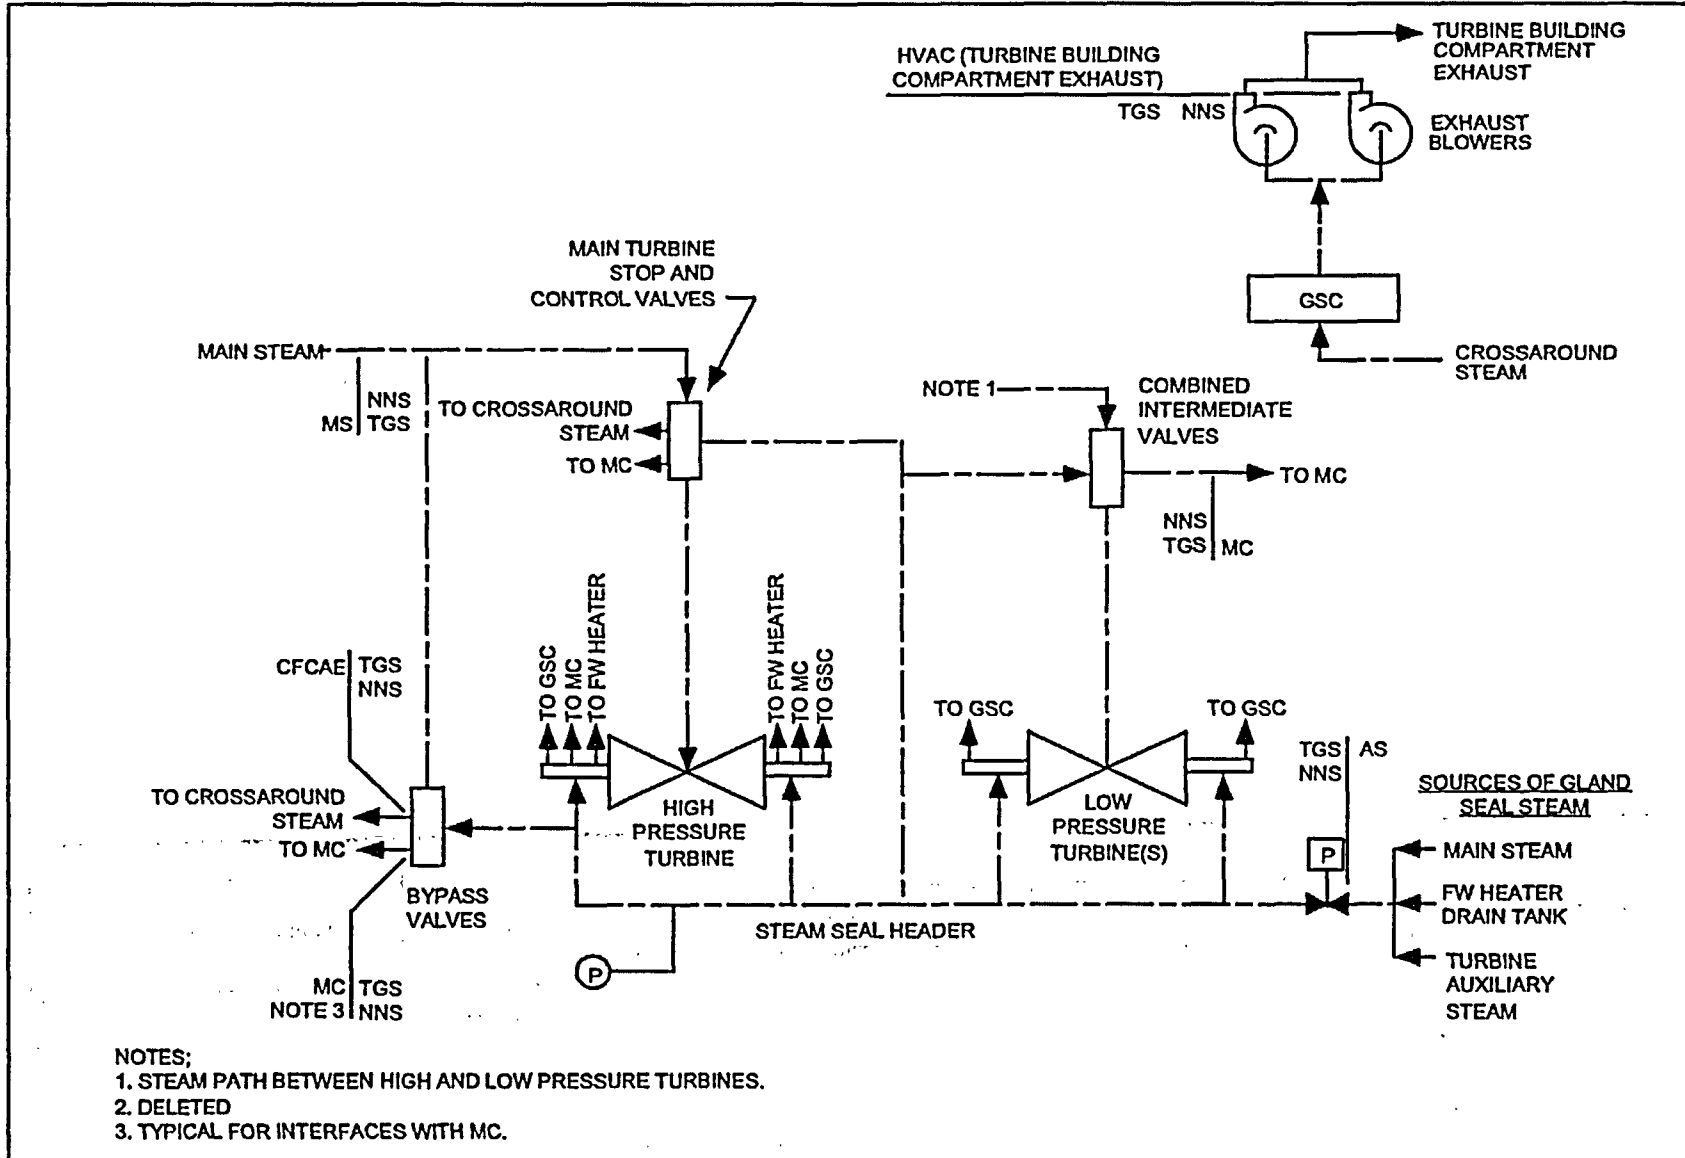 TURBINE BUILDING
COMPARTMENT
EXHAUST
HVAC (TURBINE BUILDING
COMPARTMENT EXHAUST)
TGS NNS
EXHAUST
BLOWERS
GSC
CROSSAROUND
STEAM
MAIN TURBINE
STOP AND
CONTROL VALVES
MAIN STEAM
MS
NNS
TGS
TO CROSSAROUND
STEAM
TO MC
NOTE 1
COMBINED
INTERMEDIATE
VALVES
TO MC
NNS
TGS
MC
CFCAE
TGS
NNS
TO GSC
TO MC
TO FW HEATER
TO FW HEATER
TO MC
TO GSC
TO GSC
TO GSC
TGS
NNS
AS
SOURCES OF GLAND
SEAL STEAM
TO CROSSAROUND
STEAM
TO MC
BYPASS
VALVES
HIGH
PRESSURE
TURBINE
LOW
PRESSURE
TURBINE(S)
P
MAIN STEAM
FW HEATER
DRAIN TANK
TURBINE
AUXILIARY
STEAM
STEAM SEAL HEADER
P
MC
NOTE 3
TGS
NNS
NOTES;
1. STEAM PATH BETWEEN HIGH AND LOW PRESSURE TURBINES.
2. DELETED
3. TYPICAL FOR INTERFACES WITH MC.